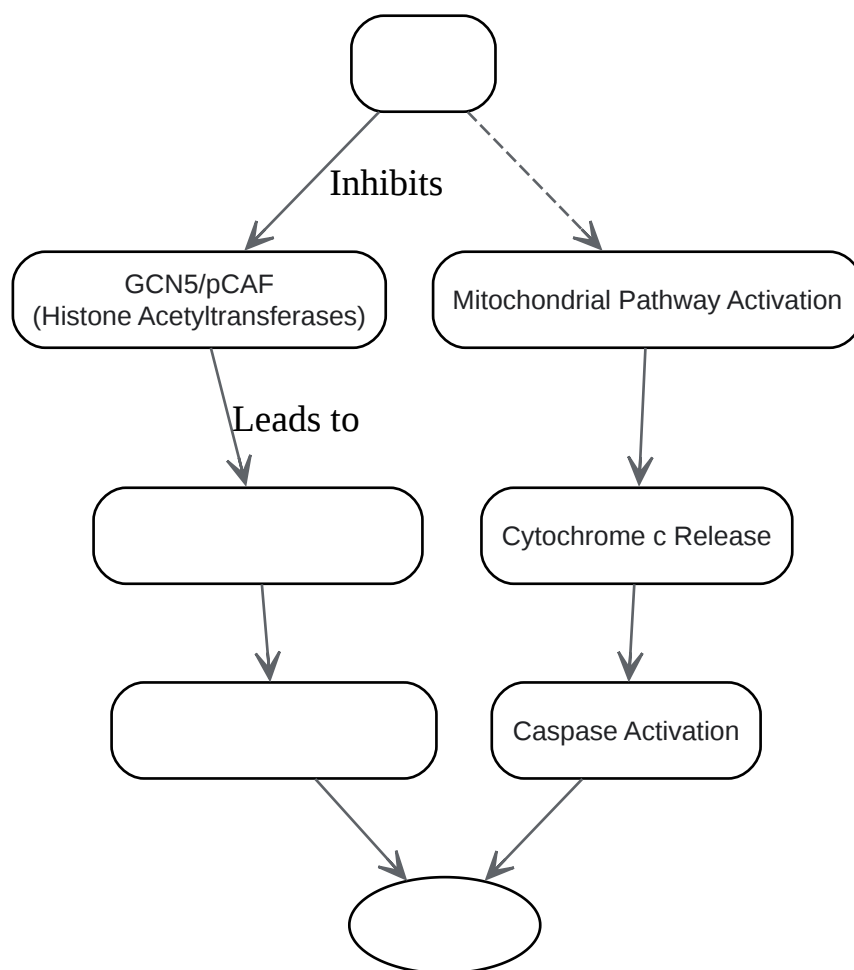 Inhibits
GCN5/pCAF
(Histone Acetyltransferases)
Mitochondrial Pathway Activation
Leads to
Cytochrome c Release
Caspase Activation